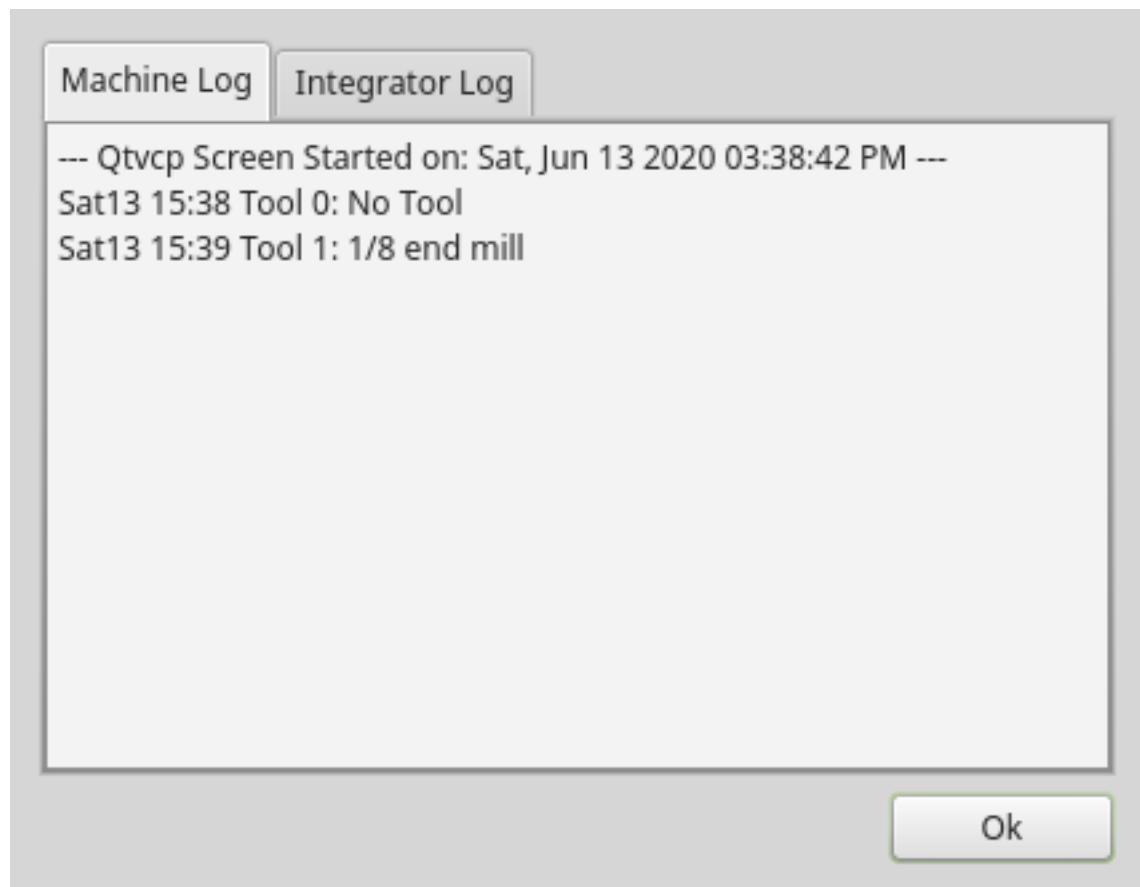 Machine Log Integrator Log
--- Qtvcp Screen Started on: Sat, Jun 13 2020 03:38:42 PM ---
Sat13 15:38 Tool 0: No Tool
Sat13 15:39 Tool 1: 1/8 end mill
Ok